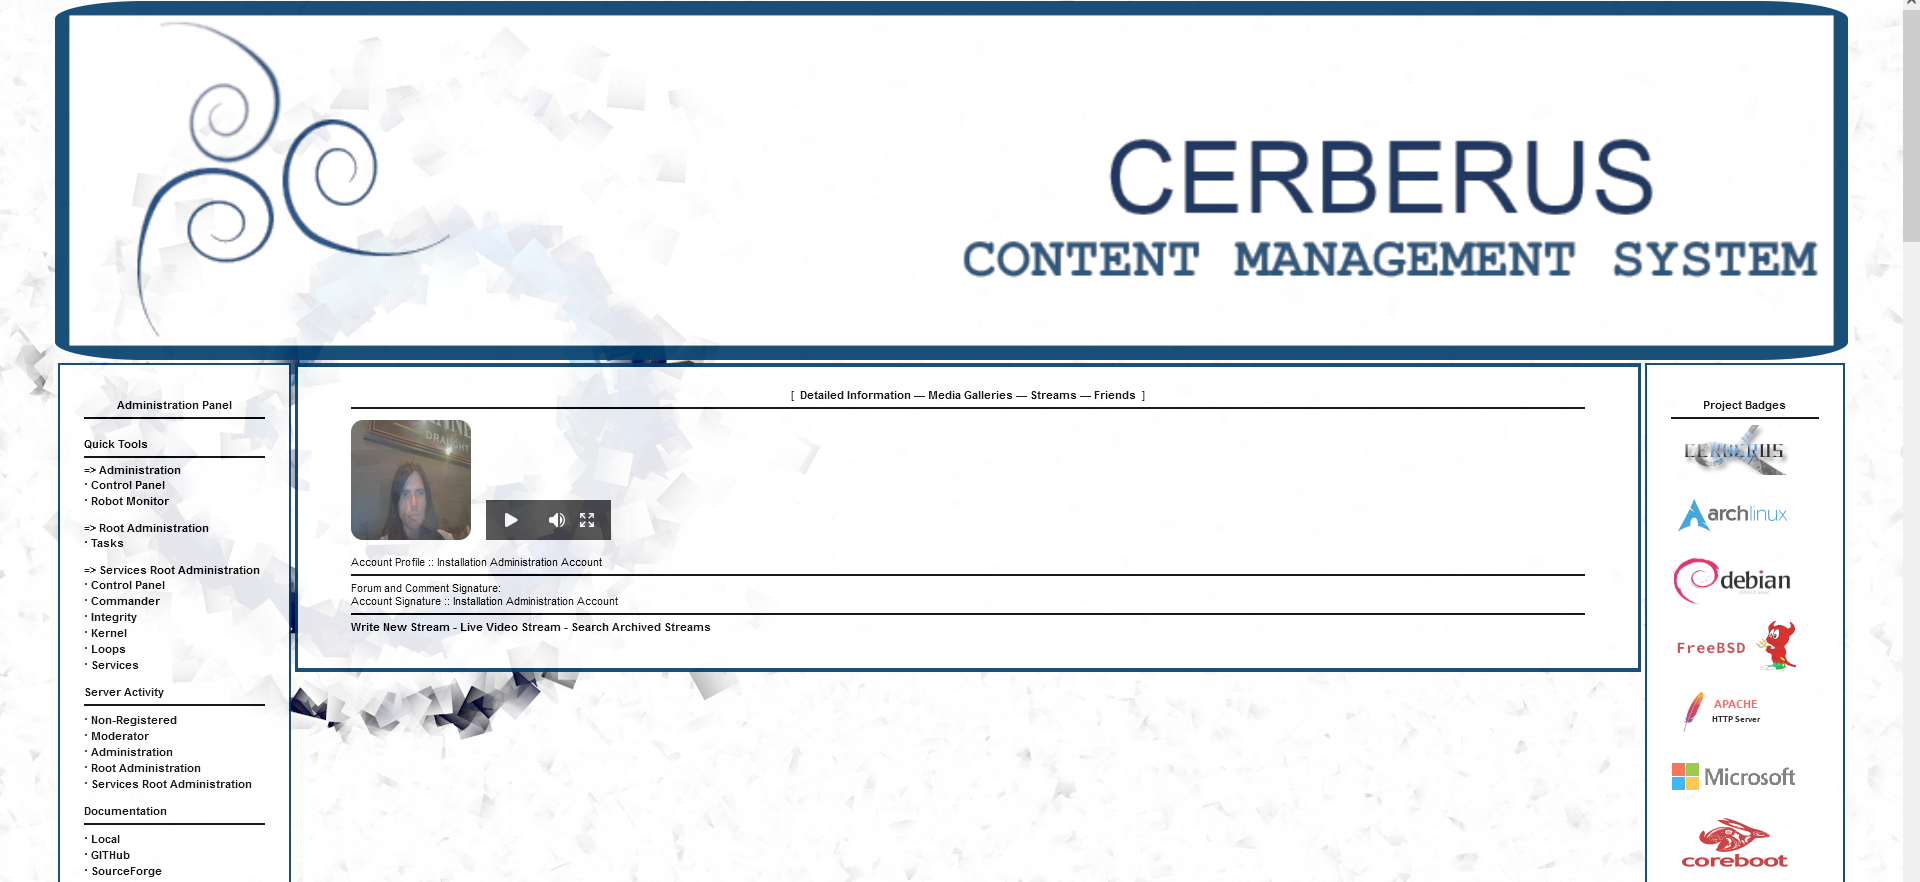 CERBERUS
CONTENT MANAGEMENT SYSTEM
Administration Panel
Quick Tools
=> Administration
· Control Panel
· Robot Monitor
=> Root Administration
· Tasks
=> Services Root Administration
· Control Panel
· Commander
· Integrity
· Kernel
· Loops
· Services
Server Activity
· Non-Registered
· Moderator
· Administration
· Root Administration
· Services Root Administration
Documentation
· Local
· GITHub
· SourceForge
[ Detailed Information — Media Galleries — Streams — Friends ]
DRAUGHT
Account Profile :: Installation Administration Account
Forum and Comment Signature:
Account Signature :: Installation Administration Account
Write New Stream - Live Video Stream - Search Archived Streams
Project Badges
CERBERUS
archlinux
debian
FreeBSD
APACHE
HTTP Server
Microsoft
coreboot